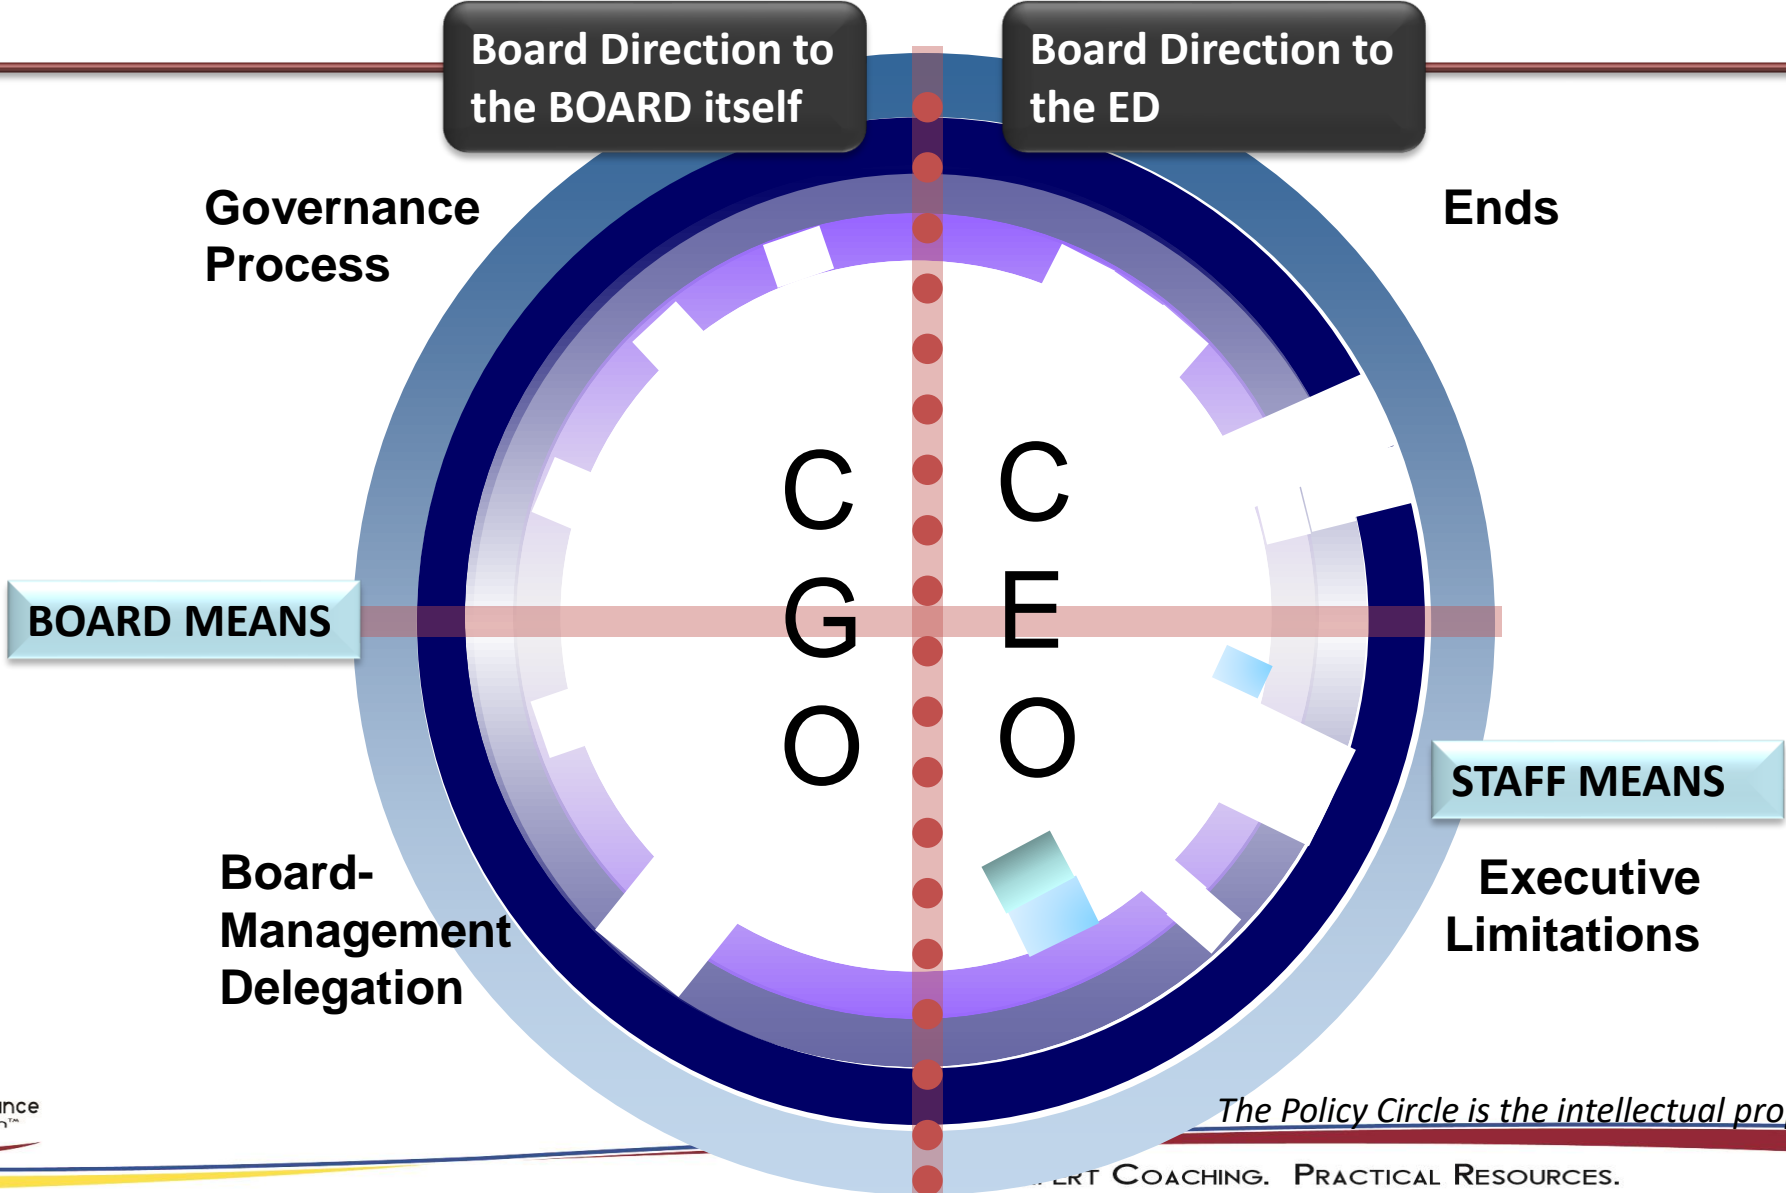 Board Direction to
the BOARD itself
Board Direction to
the ED
Governance
Process
Ends
C
G
O
C
E
O
BOARD MEANS
STAFF MEANS
Board-
Management
Delegation
Executive
Limitations
The Policy Circle is the intellectual
COACHING. PRACTICAL RESOURCES.